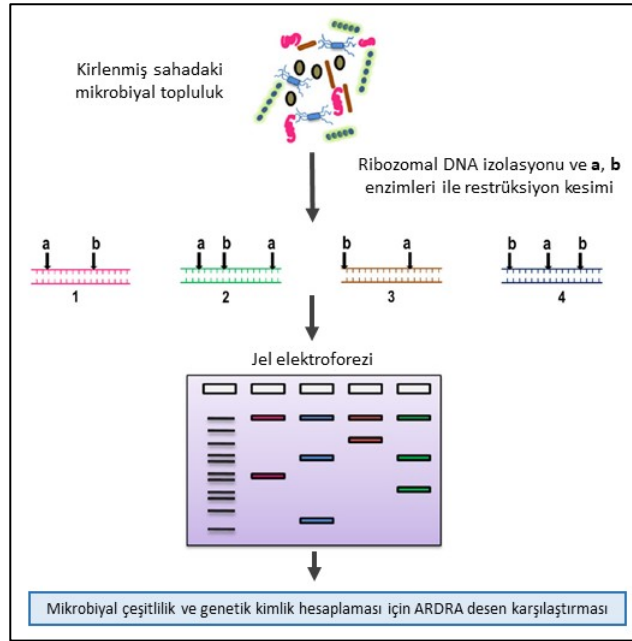 Kirlenmiş sahadaki
mikrobiyal topluluk
Ribozomal DNA izolasyonu ve a, b
enzimleri ile restrüksiyon kesimi
a b a b a b a b a b
1 2 3 4
Jel elektroforezi
Mikrobiyal çeşitlilik ve genetik kimlik hesaplaması için ARDRA desen karşılaştırması